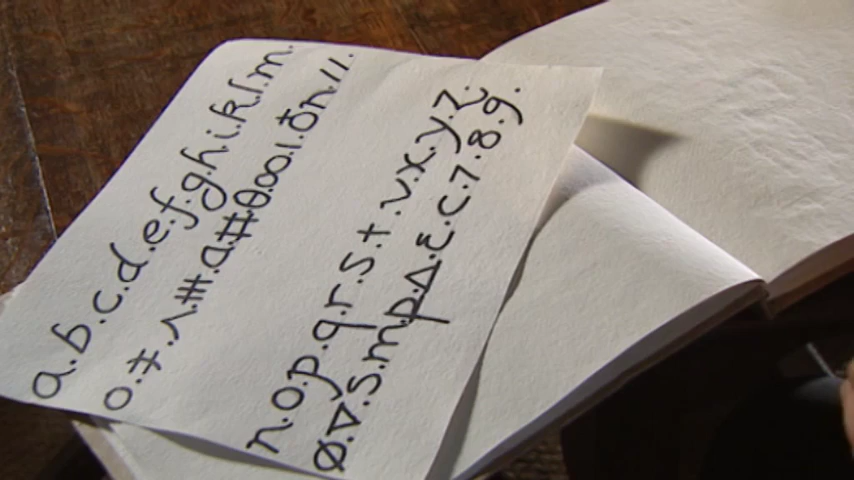 a.b.c.d.e.f.g.h.i.k.l.m.
o.ǂ.ʌ.#.a.#.θ.∞.ı.õ.n.//.
n.o.p.q.r.s.t.v.x.y.z.
ø.∇.s.m.p.Δ.ε.c.7.8.9.